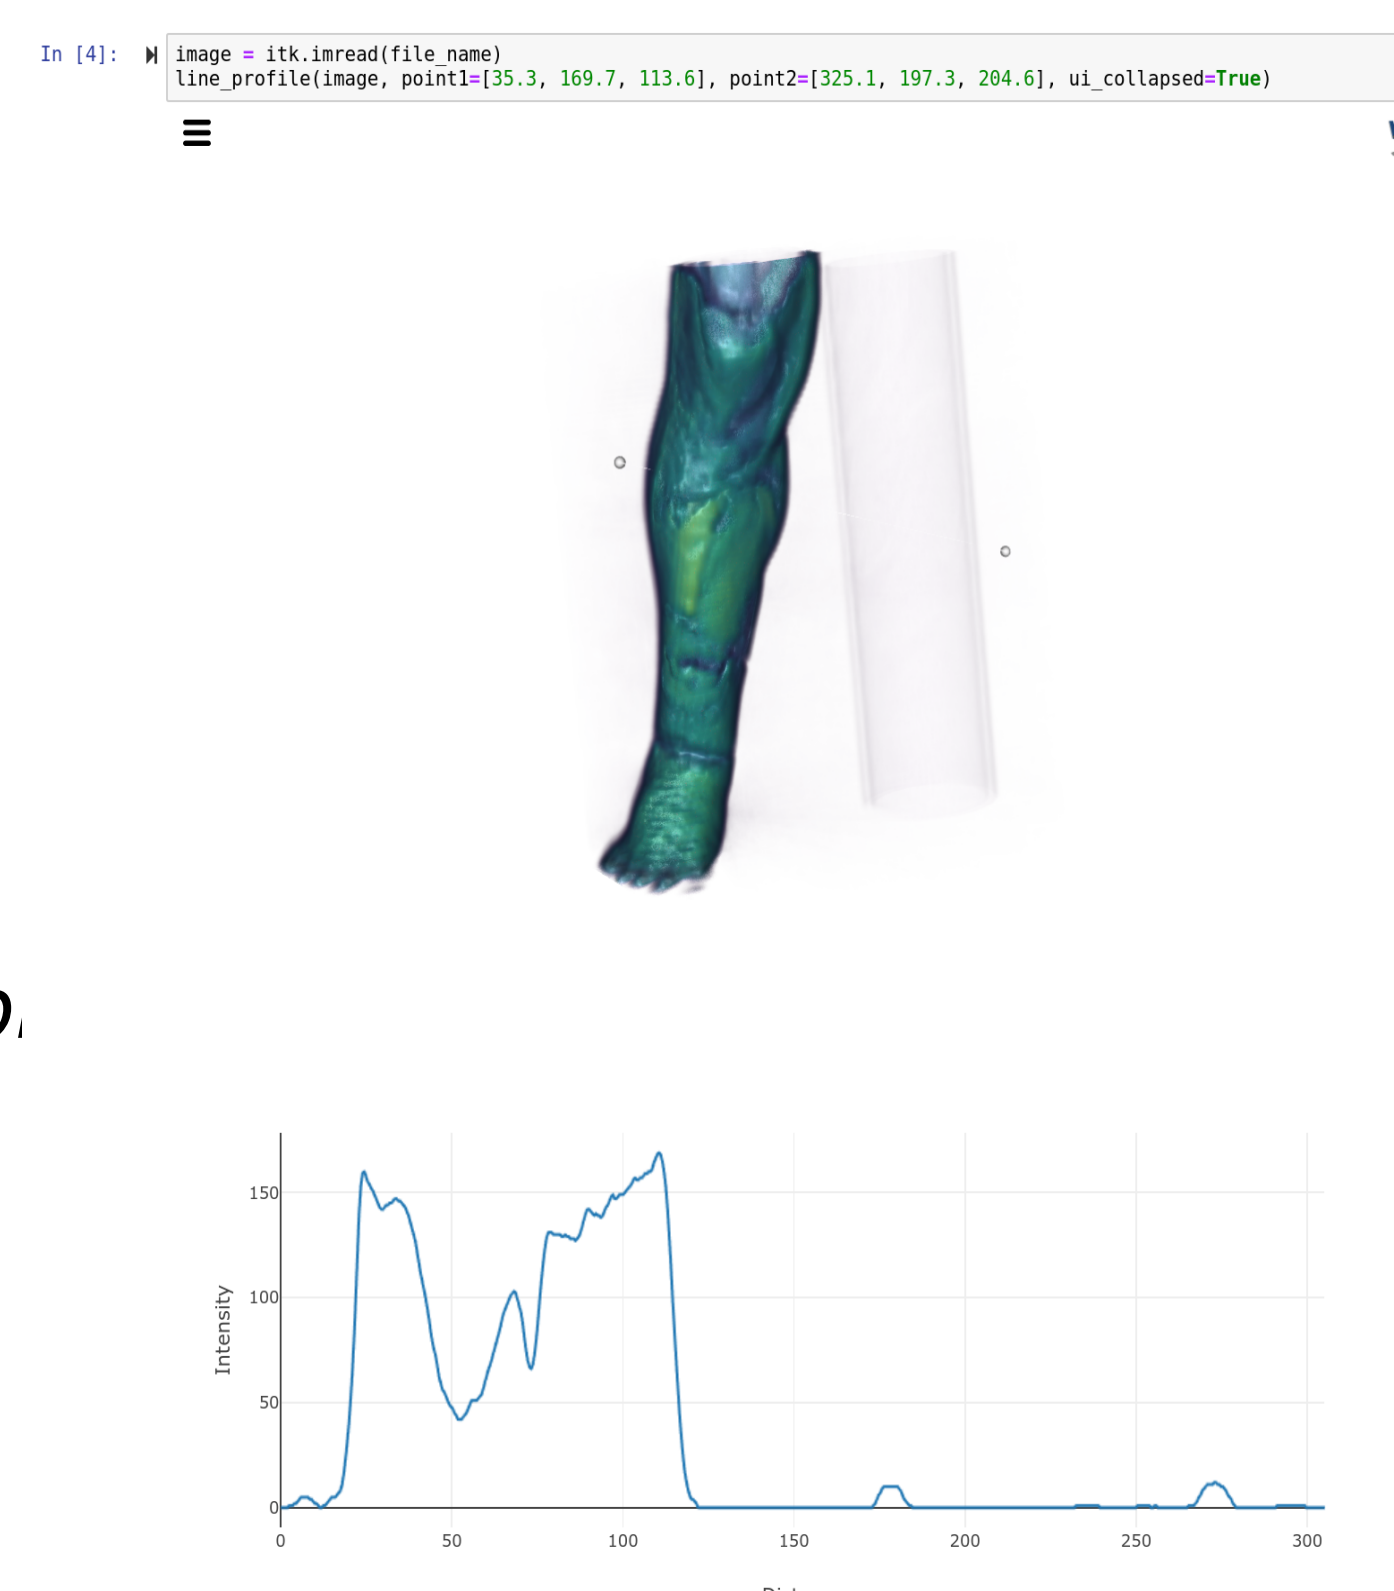 In [4]:
image = itk.imread(file_name)
line_profile(image, point1=[35.3, 169.7, 113.6], point2=[325.1, 197.3, 204.6], ui_collapsed=True)
150
100
50
0
Intensity
0 50 100 150 200 250 300